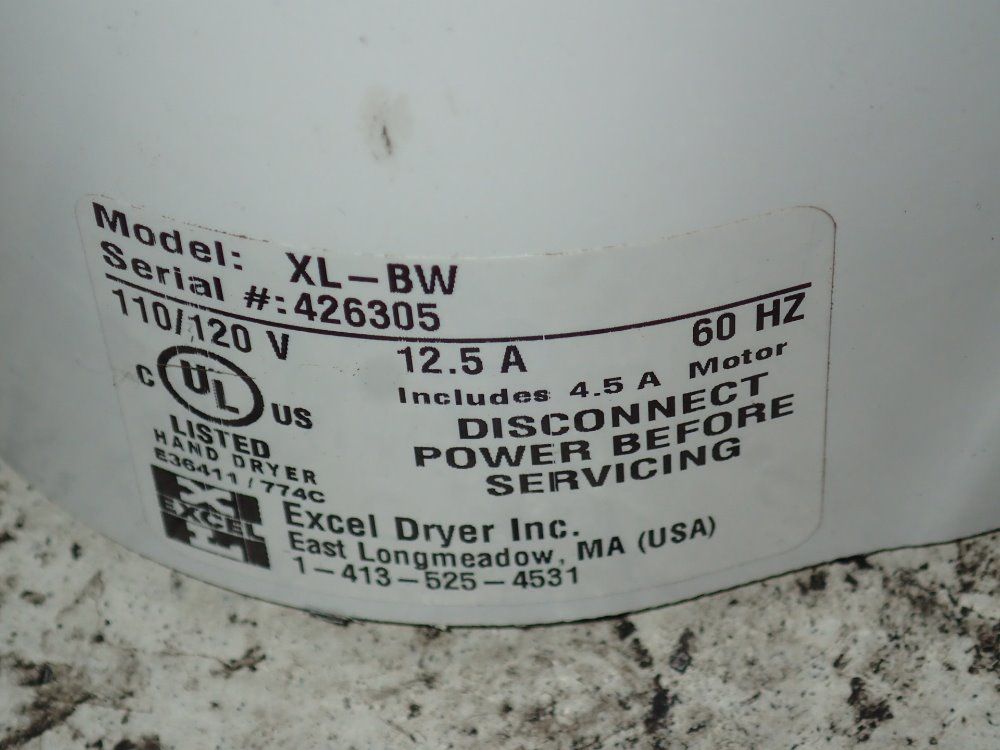 Model: XL-BW
Serial #: 426305
110/120 V 12.5 A 60 HZ
Includes 4.5 A Motor
C UL US
LISTED
HAND DRYER
E36411/774C
DISCONNECT
POWER BEFORE
SERVICING
EXCEL
Excel Dryer Inc.
East Longmeadow, MA (USA)
1-413-525-4531